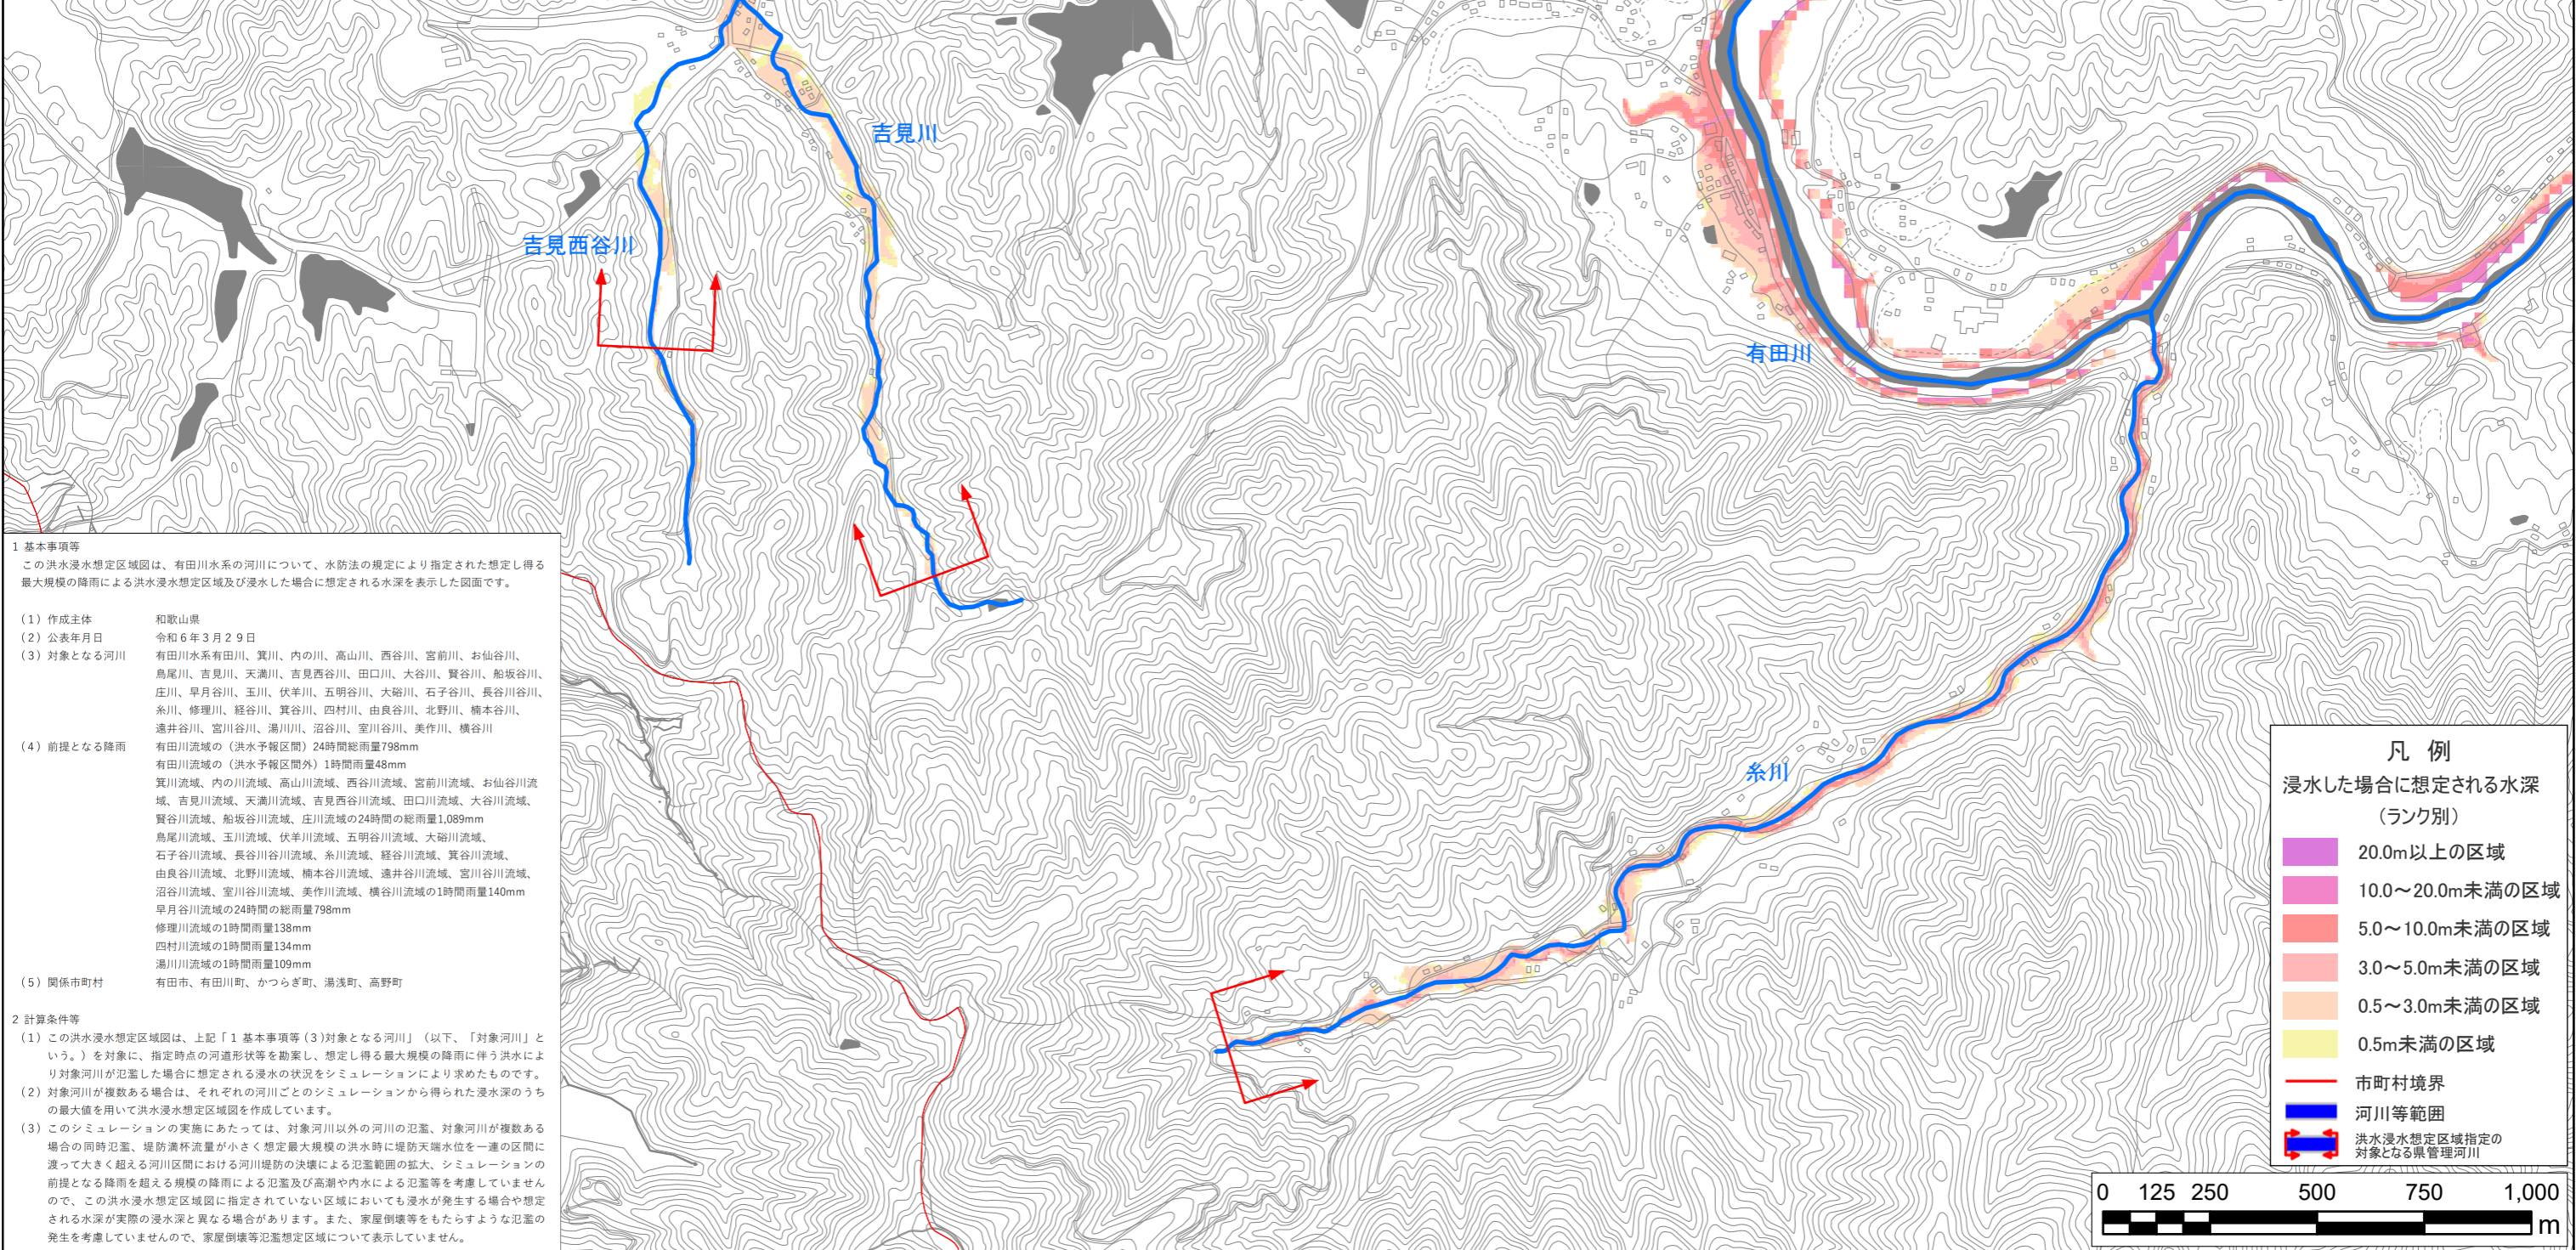 吉見川
吉見西谷川
有田川
糸川
1 基本事項等
この洪水浸水想定区域図は、有田川水系の河川について、水防法の規定により指定された想定し得る
最大規模の降雨による洪水浸水想定区域及び浸水した場合に想定される水深を表示した図面です。
（1）作成主体 和歌山県
（2）公表年月日 令和6年3月29日
（3）対象となる河川 有田川水系有田川、箕川、内の川、高山川、西谷川、宮前川、お仙谷川、
鳥尾川、吉見川、天満川、吉見西谷川、田口川、大谷川、賢谷川、船坂谷川、
庄川、早月谷川、玉川、伏羊川、五明谷川、大硲川、石子谷川、長谷川谷川、
糸川、修理川、経谷川、箕谷川、四村川、由良谷川、北野川、楠本谷川、
遠井谷川、宮川谷川、湯川川、沼谷川、室川谷川、美作川、横谷川
（4）前提となる降雨 有田川流域の（洪水予報区間）24時間総雨量798mm
有田川流域の（洪水予報区間外）1時間雨量48mm
箕川流域、内の川流域、高山川流域、西谷川流域、宮前川流域、お仙谷川流
域、吉見川流域、天満川流域、吉見西谷川流域、田口川流域、大谷川流域、
賢谷川流域、船坂谷川流域、庄川流域の24時間の総雨量1,089mm
鳥尾川流域、玉川流域、伏羊川流域、五明谷川流域、大硲川流域、
石子谷川流域、長谷川谷川流域、糸川流域、経谷川流域、箕谷川流域、
由良谷川流域、北野川流域、楠本谷川流域、遠井谷川流域、宮川谷川流域、
沼谷川流域、室川谷川流域、美作川流域、横谷川流域の1時間雨量140mm
早月谷川流域の24時間の総雨量798mm
修理川流域の1時間雨量138mm
四村川流域の1時間雨量134mm
湯川川流域の1時間雨量109mm
（5）関係市町村 有田市、有田川町、かつらぎ町、湯浅町、高野町
2 計算条件等
（1）この洪水浸水想定区域図は、上記「1 基本事項等（3）対象となる河川」（以下、「対象河川」と
いう。）を対象に、指定時点の河道形状等を勘案し、想定し得る最大規模の降雨に伴う洪水によ
り対象河川が氾濫した場合に想定される浸水の状況をシミュレーションにより求めたものです。
（2）対象河川が複数ある場合は、それぞれの河川ごとのシミュレーションから得られた浸水深のうち
の最大値を用いて洪水浸水想定区域図を作成しています。
（3）このシミュレーションの実施にあたっては、対象河川以外の河川の氾濫、対象河川が複数ある
場合の同時氾濫、堤防満杯流量が小さく想定最大規模の洪水時に堤防天端水位を一連の区間に
渡って大きく超える河川区間における河川堤防の決壊による氾濫範囲の拡大、シミュレーションの
前提となる降雨を超える規模の降雨による氾濫及び高潮や内水による氾濫等を考慮していません
ので、この洪水浸水想定区域図に指定されていない区域においても浸水が発生する場合や想定
される水深が実際の浸水深と異なる場合があります。また、家屋倒壊等をもたらすような氾濫の
発生を考慮していませんので、家屋倒壊等氾濫想定区域について表示していません。
凡 例
浸水した場合に想定される水深
（ランク別）
20.0m以上の区域
10.0～20.0m未満の区域
5.0～10.0m未満の区域
3.0～5.0m未満の区域
0.5～3.0m未満の区域
0.5m未満の区域
市町村境界
河川等範囲
洪水浸水想定区域指定の
対象となる県管理河川
0 125 250 500 750 1,000
m